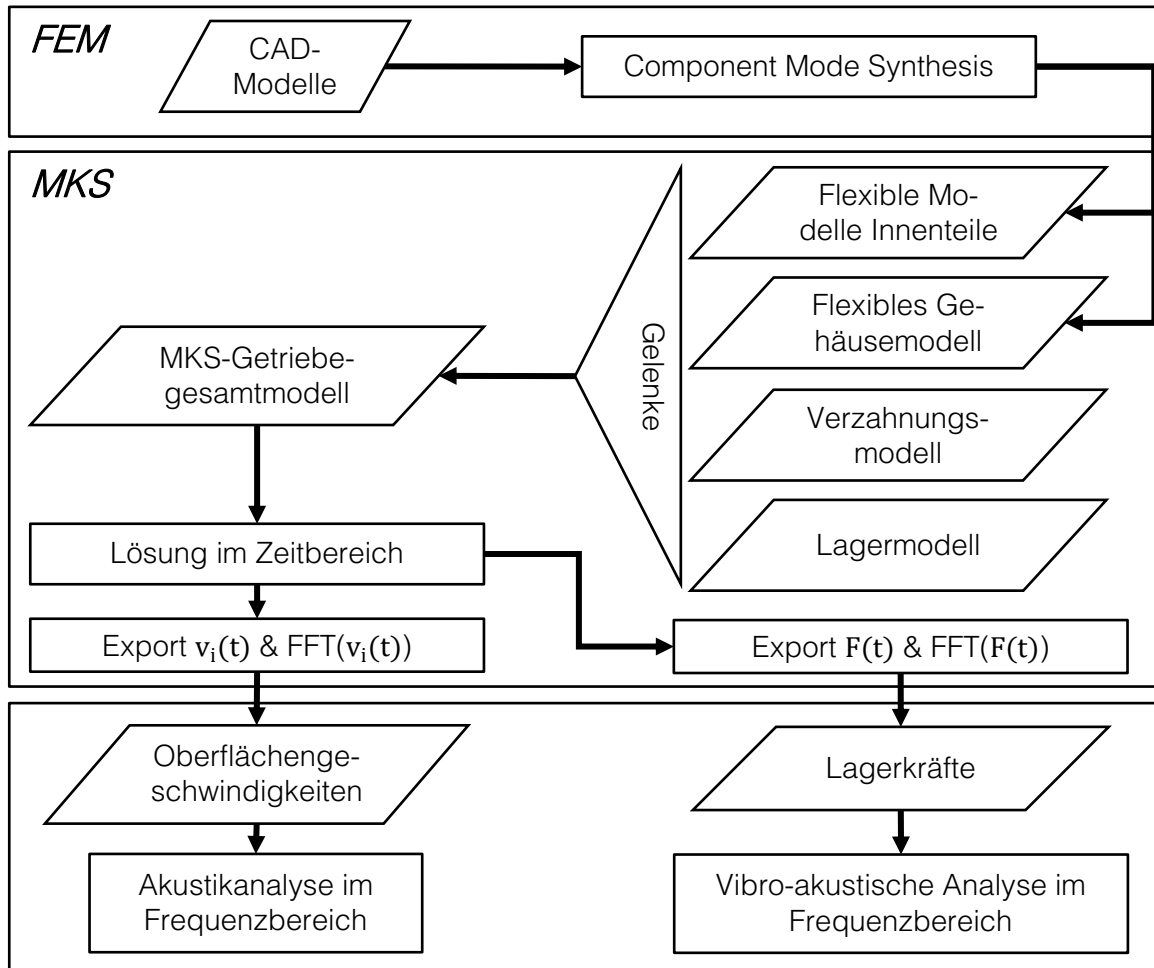 FEM
CAD-
Modelle
Component Mode Synthesis
MKS
Flexible Mo-
delle Innenteile
Flexibles Ge-
häusemodell
Gelenke
MKS-Getriebe-
gesamtmodell
Verzahnungs-
modell
Lagermodell
Lösung im Zeitbereich
Export vᵢ(t) & FFT(vᵢ(t))
Export F(t) & FFT(F(t))
Oberflächenge-
schwindigkeiten
Lagerkräfte
Akustikanalyse im
Frequenzbereich
Vibro-akustische Analyse im
Frequenzbereich